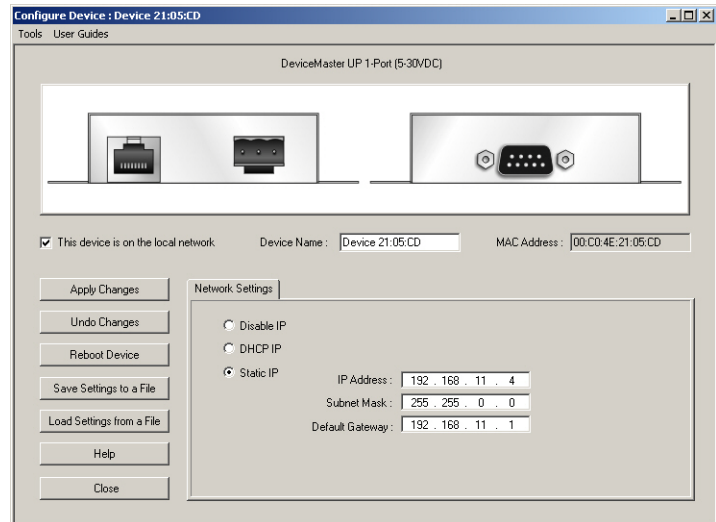 Configure Device : Device 21:05:CD
Tools User Guides
DeviceMaster UP 1-Port (5-30VDC)
This device is on the local network Device Name : Device 21:05:CD MAC Address : 00:C0:4E:21:05:CD
Apply Changes
Undo Changes
Reboot Device
Save Settings to a File
Load Settings from a File
Help
Close
Network Settings
Disable IP
DHCP IP
Static IP
IP Address : 192 . 168 . 11 . 4
Subnet Mask : 255 . 255 . 0 . 0
Default Gateway : 192 . 168 . 11 . 1